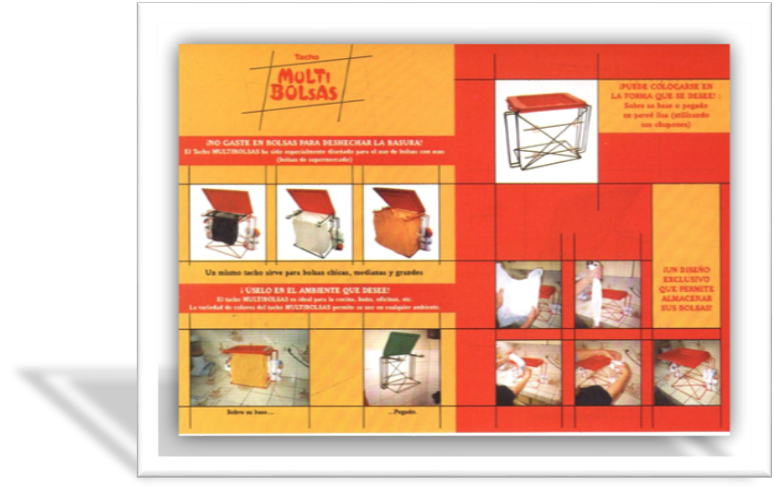 Tacho
MULTI
BOLSAS
¡NO GASTE EN BOLSAS PARA DESHECHAR LA BASURA!
El Tacho MULTIBOLSAS ha sido especialmente diseñado para el uso de bolsas con asas
(bolsas de supermercado)
Un mismo tacho sirve para bolsas chicas, medianas y grandes
¡ ÚSELO EN EL AMBIENTE QUE DESEE!
El tacho MULTIBOLSAS es ideal para la cocina, baño, oficinas, etc.
La variedad de colores del tacho MULTIBOLSAS permite su uso en cualquier ambiente.
Sobre su base...
...Pegado.
¡PUEDE COLOCARSE EN
LA FORMA QUE SE DESEE! :
Sobre su base o pegado
en pared lisa (utilizando
sus chupones)
¡UN DISEÑO
EXCLUSIVO
QUE PERMITE
ALMACENAR
SUS BOLSAS!